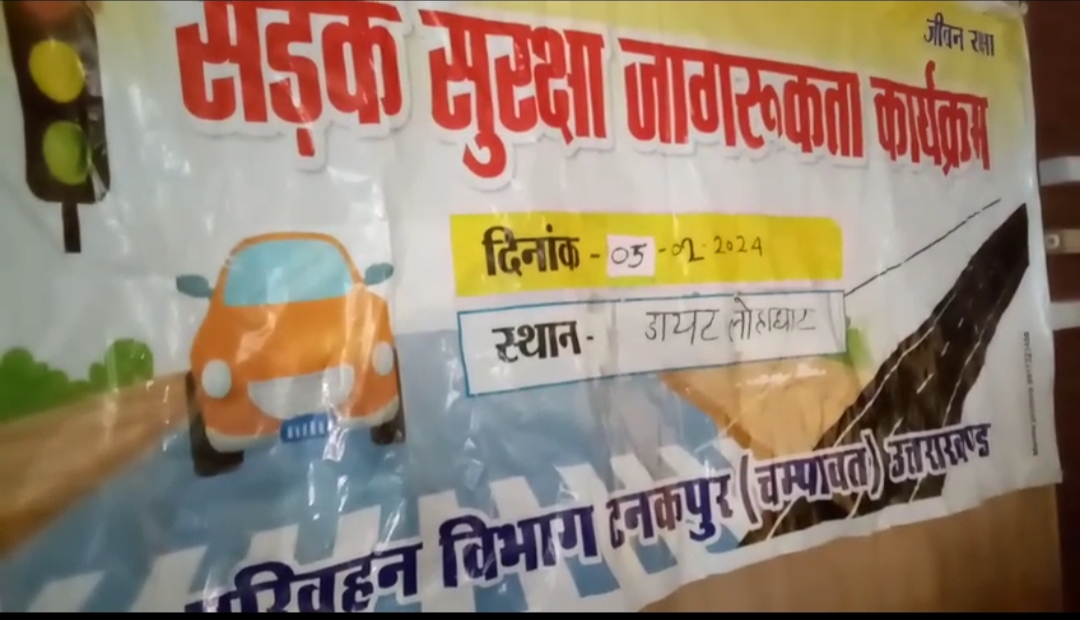 जीवन रक्षा
सड़क सुरक्षा जागरूकता कार्यक्रम
दिनांक - 05-02-2024
स्थान- डायट लोहाघाट
परिवहन विभाग टनकपुर (चम्पावत) उत्तराखण्ड